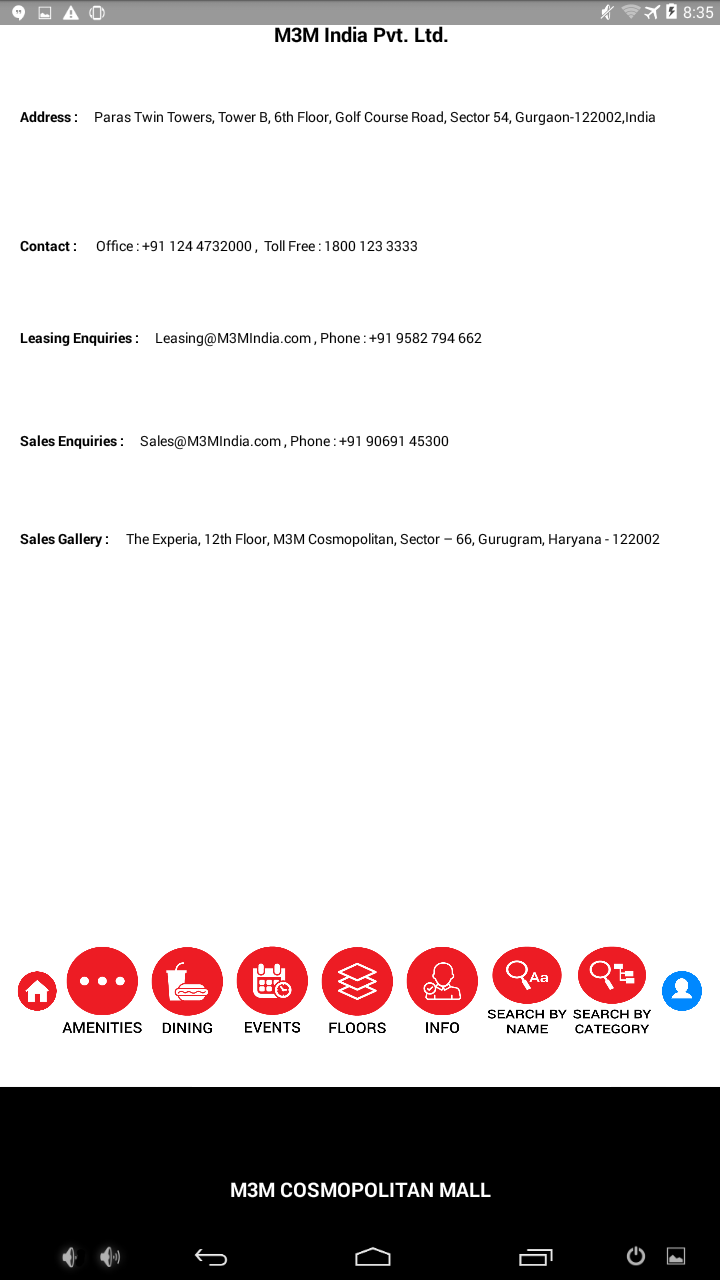 8:35
M3M India Pvt. Ltd.
Address : Paras Twin Towers, Tower B, 6th Floor, Golf Course Road, Sector 54, Gurgaon-122002,India
Contact : Office : +91 124 4732000 , Toll Free : 1800 123 3333
Leasing Enquiries : Leasing@M3MIndia.com , Phone : +91 9582 794 662
Sales Enquiries : Sales@M3MIndia.com , Phone : +91 90691 45300
Sales Gallery : The Experia, 12th Floor, M3M Cosmopolitan, Sector – 66, Gurugram, Haryana - 122002
Aa
AMENITIES
DINING
EVENTS
FLOORS
INFO
SEARCH BY
NAME
SEARCH BY
CATEGORY
M3M COSMOPOLITAN MALL